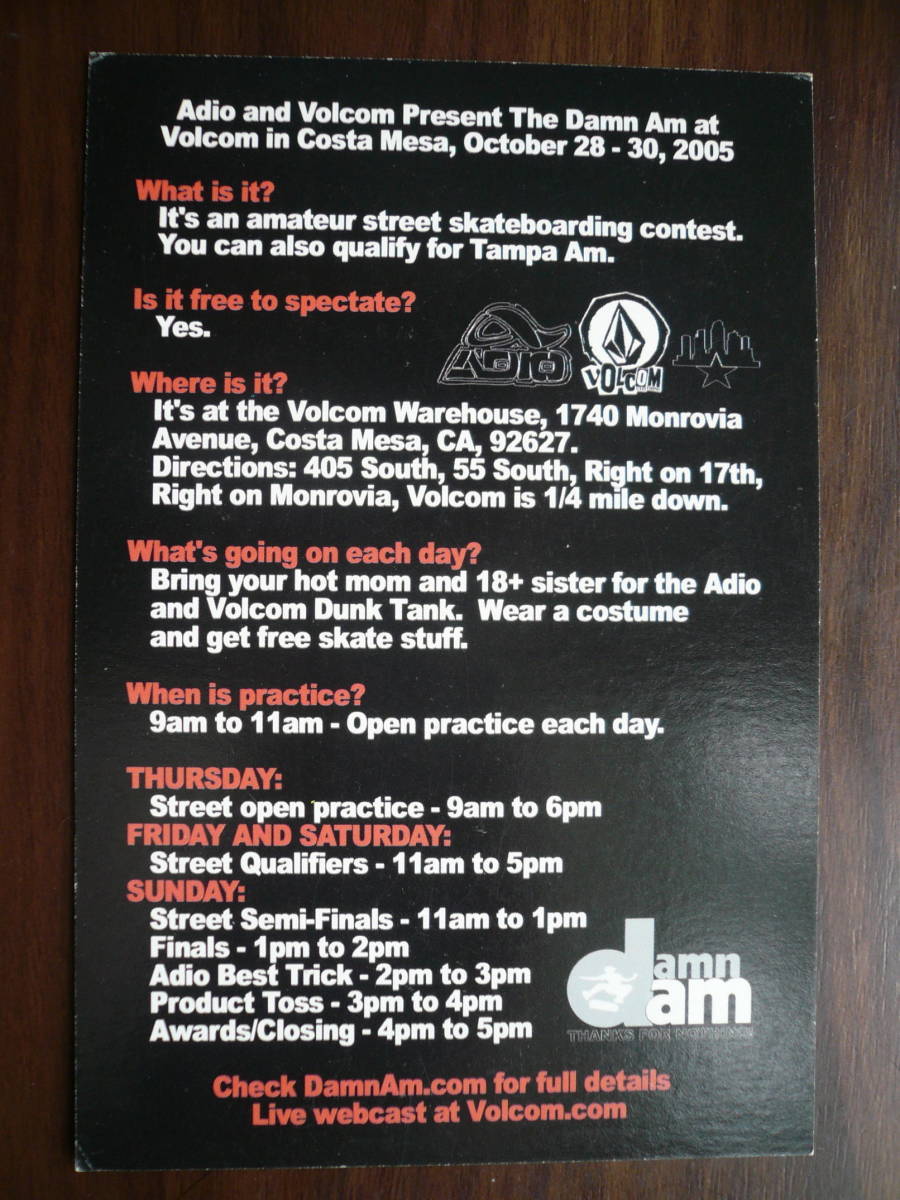 Adio and Volcom Present The Damn Am at
Volcom in Costa Mesa, October 28 - 30, 2005
What is it?
It's an amateur street skateboarding contest.
You can also qualify for Tampa Am.
Is it free to spectate?
Yes.
ADIO
VOLCOM
Where is it?
It's at the Volcom Warehouse, 1740 Monrovia
Avenue, Costa Mesa, CA, 92627.
Directions: 405 South, 55 South, Right on 17th,
Right on Monrovia, Volcom is 1/4 mile down.
What's going on each day?
Bring your hot mom and 18+ sister for the Adio
and Volcom Dunk Tank. Wear a costume
and get free skate stuff.
When is practice?
9am to 11am - Open practice each day.
THURSDAY:
Street open practice - 9am to 6pm
FRIDAY AND SATURDAY:
Street Qualifiers - 11am to 5pm
SUNDAY:
Street Semi-Finals - 11am to 1pm
Finals - 1pm to 2pm
Adio Best Trick - 2pm to 3pm
Product Toss - 3pm to 4pm
Awards/Closing - 4pm to 5pm
damn
am
THANKS FOR NOTHING
Check DamnAm.com for full details
Live webcast at Volcom.com